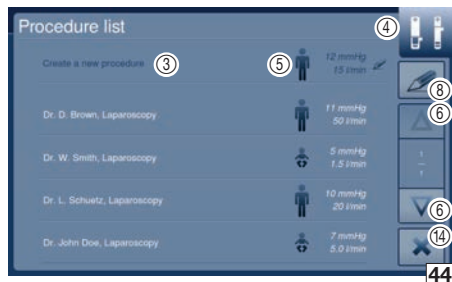 Procedure list
④
Create a new procedure ③ ⑤ 12 mmHg
15 l/min
⑧
⑥
Dr. D. Brown, Laparoscopy 11 mmHg
50 l/min
Dr. W. Smith, Laparoscopy 5 mmHg
1.5 l/min
1
1
Dr. L. Schuetz, Laparoscopy 10 mmHg
20 l/min
⑥
Dr. John Doe, Laparoscopy 7 mmHg
5.0 l/min
⑭
44